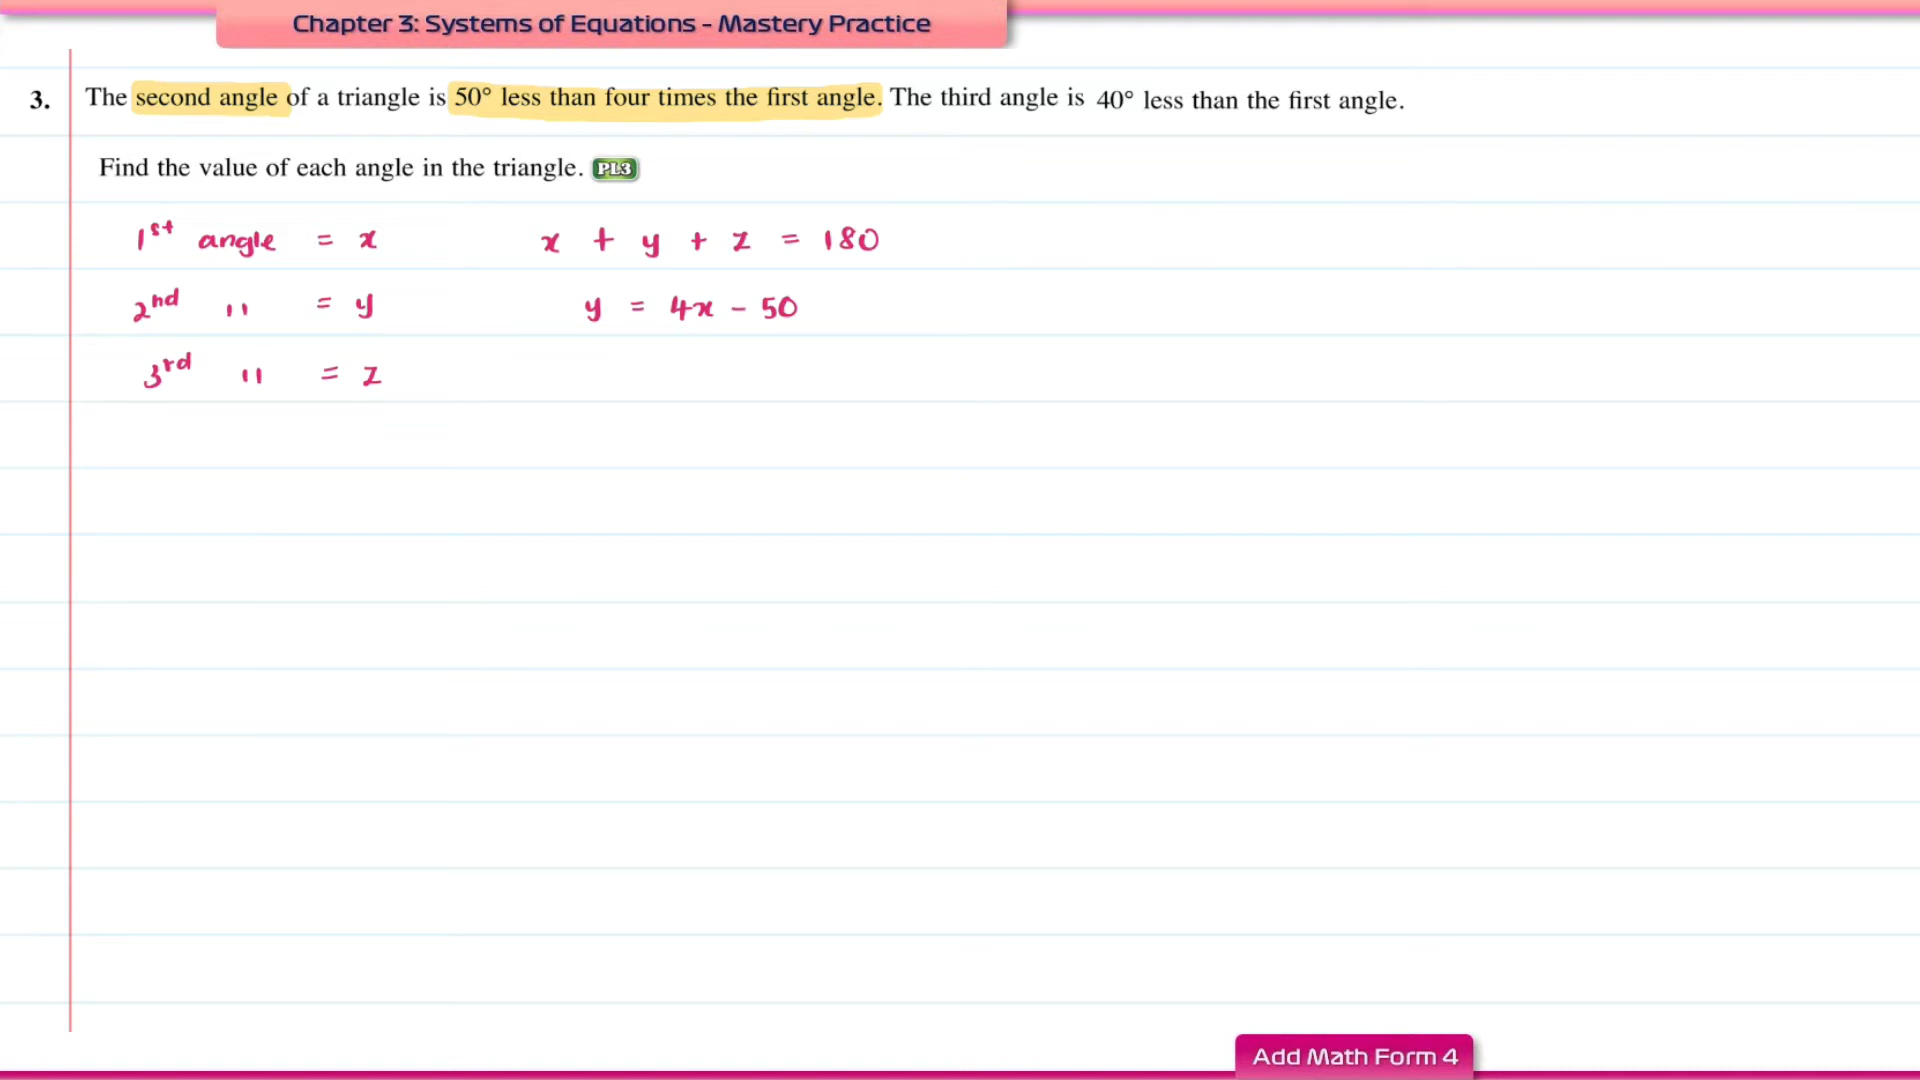 Chapter 3: Systems of Equations - Mastery Practice
3. The second angle of a triangle is 50° less than four times the first angle. The third angle is 40° less than the first angle.
Find the value of each angle in the triangle. PL3
1st angle = x
x + y + z = 180
2nd " = y
y = 4x - 50
3rd " = z
Add Math Form 4